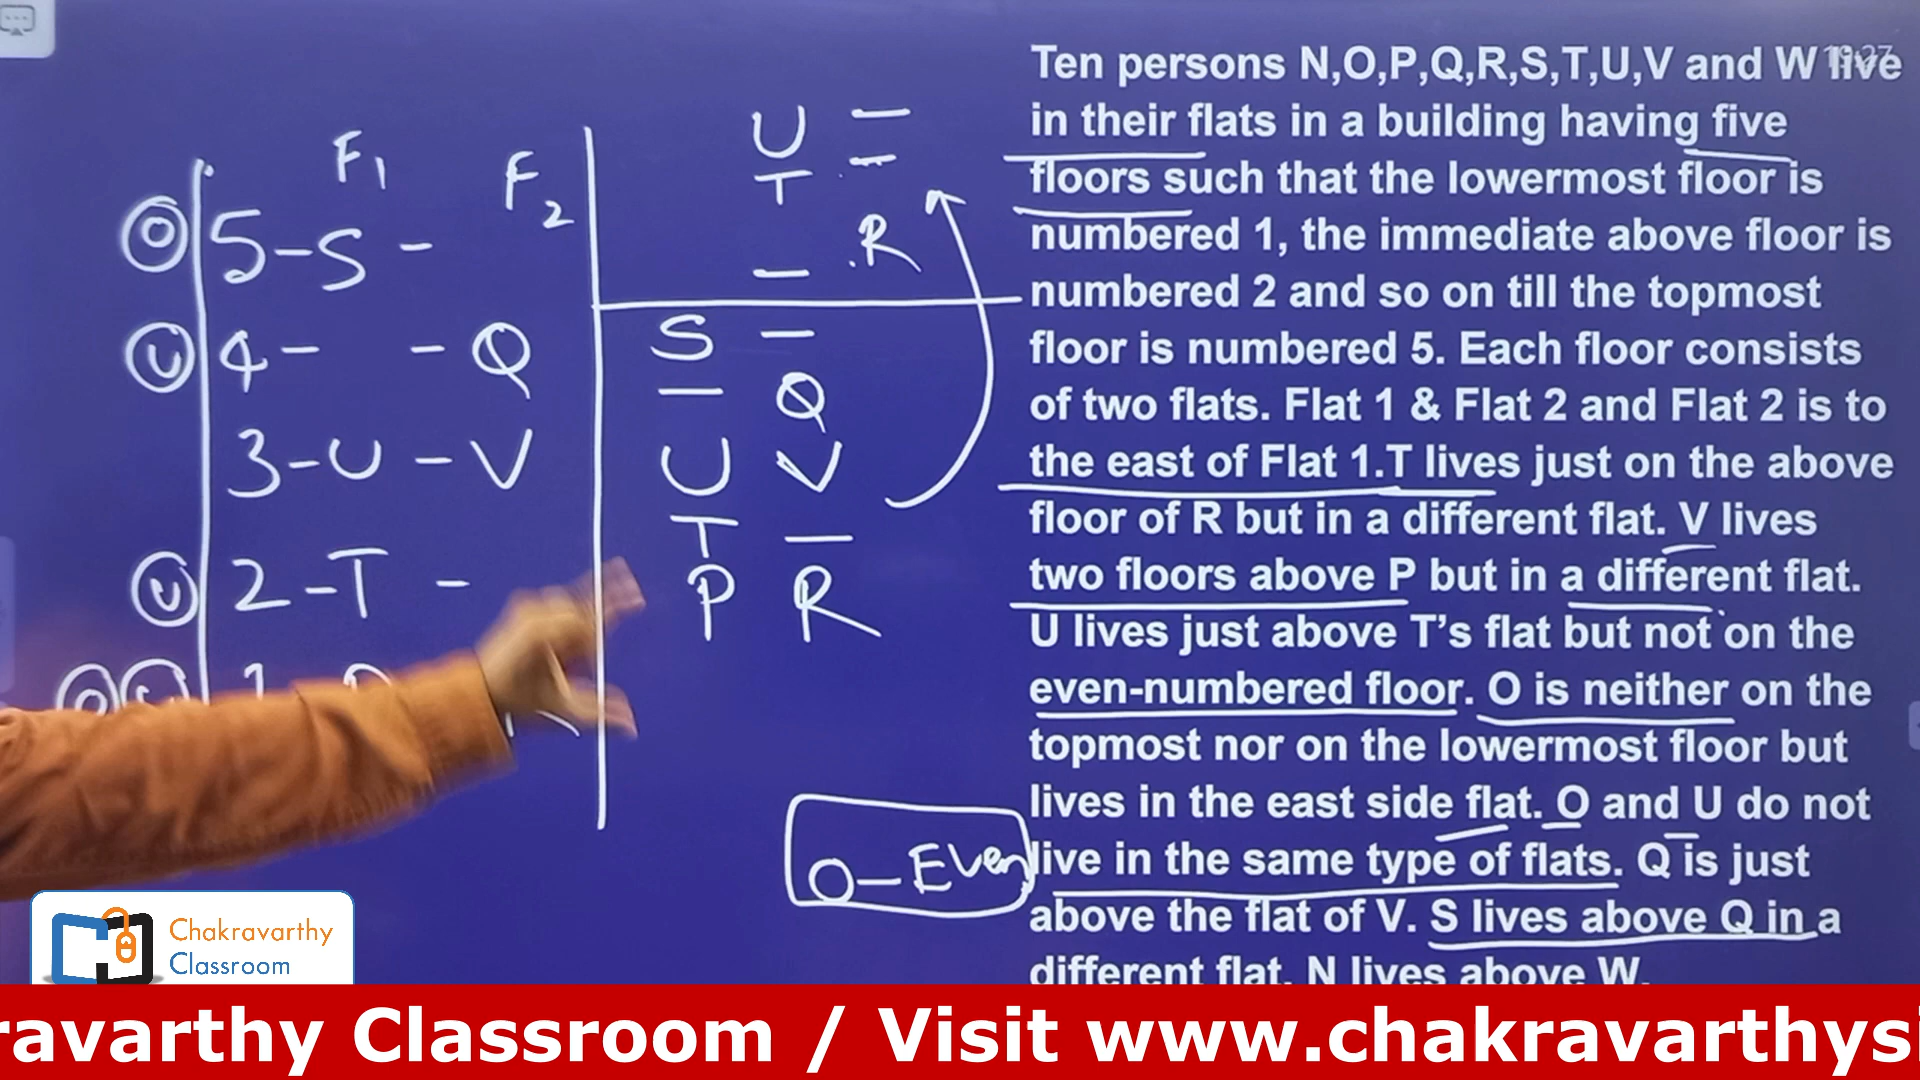 Ten persons N,O,P,Q,R,S,T,U,V and W live
in their flats in a building having five
floors such that the lowermost floor is
numbered 1, the immediate above floor is
numbered 2 and so on till the topmost
floor is numbered 5. Each floor consists
of two flats. Flat 1 & Flat 2 and Flat 2 is to
the east of Flat 1.T lives just on the above
floor of R but in a different flat. V lives
two floors above P but in a different flat.
U lives just above T's flat but not on the
even-numbered floor. O is neither on the
topmost nor on the lowermost floor but
lives in the east side flat. O and U do not
live in the same type of flats. Q is just
above the flat of V. S lives above Q in a
different flat. N lives above W.
F1 F2
O 5-S -
U 4- - Q
3-U - V
U 2-T -
U -
T -
- R
S -
- Q
U V
T -
P R
O-Even
Chakravarthy
Classroom
ravarthy Classroom / Visit www.chakravarthys